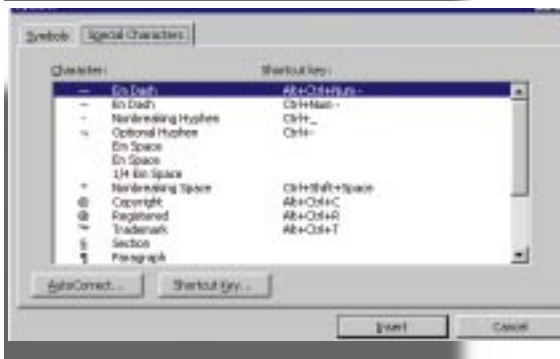 Symbols Special Characters
Character: Shortcut key:
— Em Dash Alt+Ctrl+Num -
– En Dash Ctrl+Num -
- Nonbreaking Hyphen Ctrl+_
¬ Optional Hyphen Ctrl+-
Em Space
En Space
1/4 Em Space
° Nonbreaking Space Ctrl+Shift+Space
© Copyright Alt+Ctrl+C
® Registered Alt+Ctrl+R
™ Trademark Alt+Ctrl+T
§ Section
¶ Paragraph
AutoCorrect... Shortcut Key...
Insert Cancel